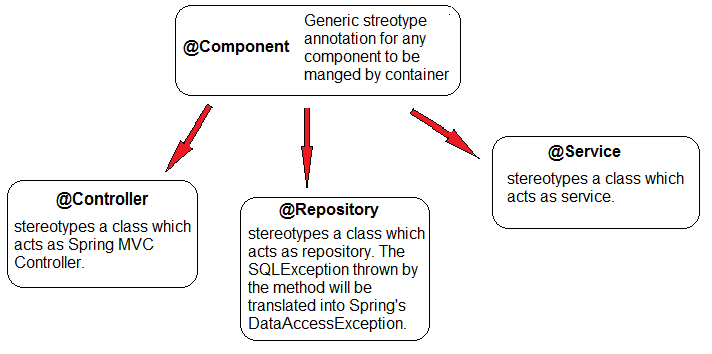 @Component
Generic streotype
annotation for any
component to be
manged by container
@Controller
stereotypes a class which
acts as Spring MVC
Controller.
@Repository
stereotypes a class which
acts as repository. The
SQLException thrown by
the method will be
translated into Spring's
DataAccessException.
@Service
stereotypes a class which
acts as service.